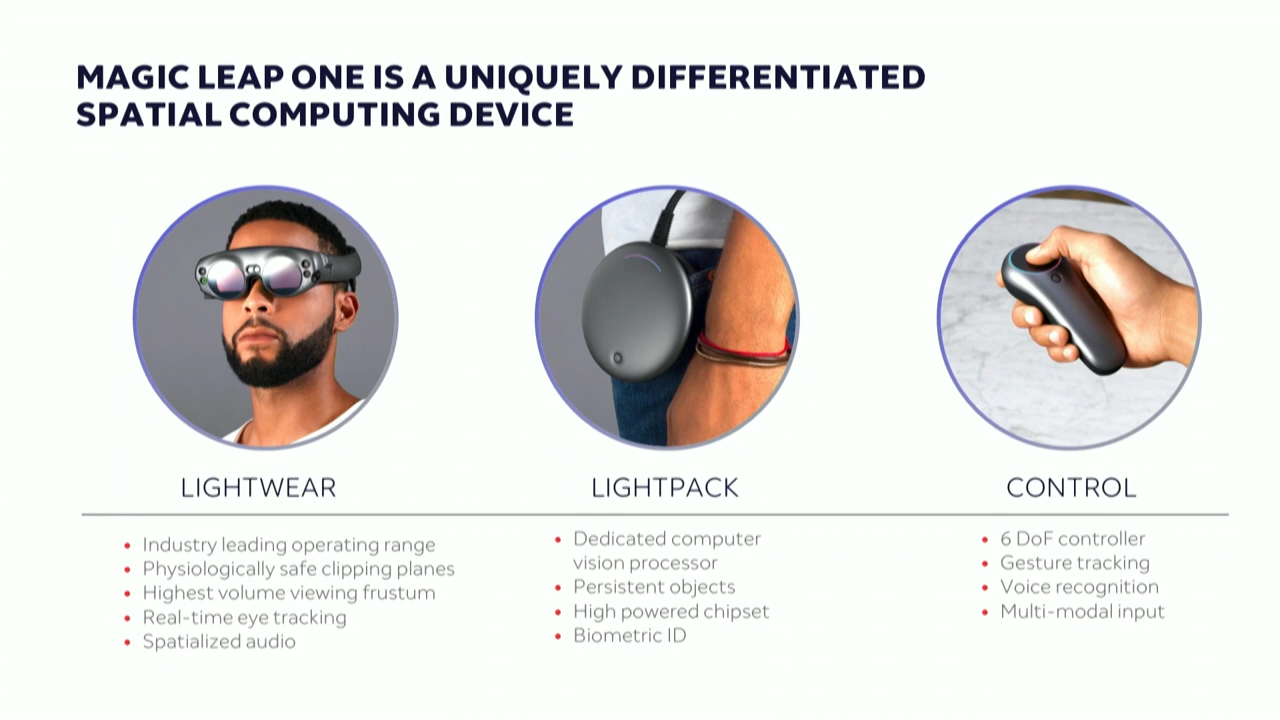 MAGIC LEAP ONE IS A UNIQUELY DIFFERENTIATED
SPATIAL COMPUTING DEVICE
LIGHTWEAR
• Industry leading operating range
• Physiologically safe clipping planes
• Highest volume viewing frustum
• Real-time eye tracking
• Spatialized audio
LIGHTPACK
• Dedicated computer
vision processor
• Persistent objects
• High powered chipset
• Biometric ID
CONTROL
• 6 DoF controller
• Gesture tracking
• Voice recognition
• Multi-modal input